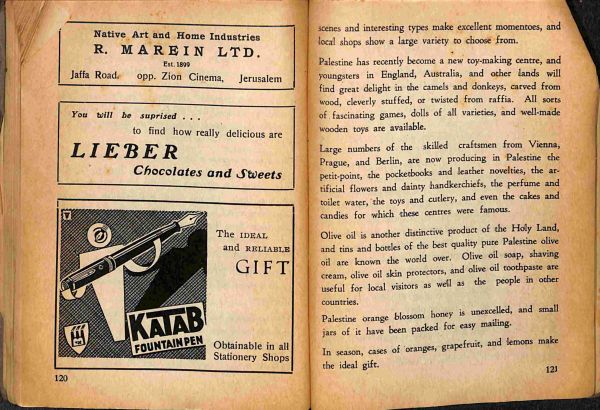 Native Art and Home Industries
R. MAREIN LTD.
Est. 1899
Jaffa Road. opp. Zion Cinema, Jerusalem
You will be suprised . . .
to find how really delicious are
LIEBER
Chocolates and Sweets
The IDEAL
and RELIABLE
GIFT
KATAB
FOUNTAIN PEN
Obtainable in all
Stationery Shops
120
scenes and interesting types make excellent momentoes, and
local shops show a large variety to choose from.
Palestine has recently become a new toy-making centre, and
youngsters in England, Australia, and other lands will
find great delight in the camels and donkeys, carved from
wood, cleverly stuffed, or twisted from raffia. All sorts
of fascinating games, dolls of all varieties, and well-made
wooden toys are available.
Large numbers of the skilled craftsmen from Vienna,
Prague, and Berlin, are now producing in Palestine the
petit-point, the pocketbooks and leather novelties, the ar-
tificial flowers and dainty handkerchiefs, the perfume and
toilet water, the toys and cutlery, and even the cakes and
candies for which these centres were famous.
Olive oil is another distinctive product of the Holy Land,
and tins and bottles of the best quality pure Palestine olive
oil are known the world over. Olive oil soap, shaving
cream, olive oil skin protectors, and olive oil toothpaste are
useful for local visitors as well as the people in other
countries.
Palestine orange blossom honey is unexcelled, and small
jars of it have been packed for easy mailing.
In season, cases of oranges, grapefruit, and lemons make
the ideal gift.
121